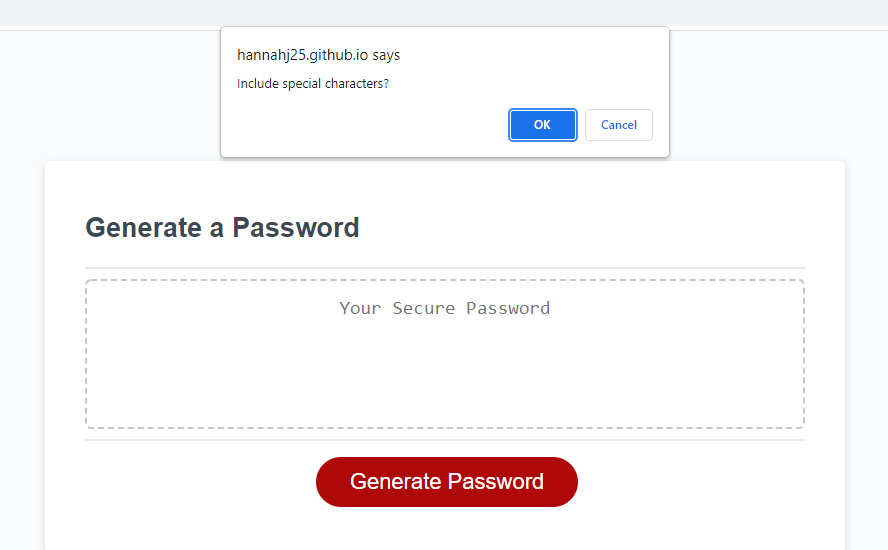 hannahj25.github.io says
Include special characters?
OK
Cancel
Generate a Password
Your Secure Password
Generate Password